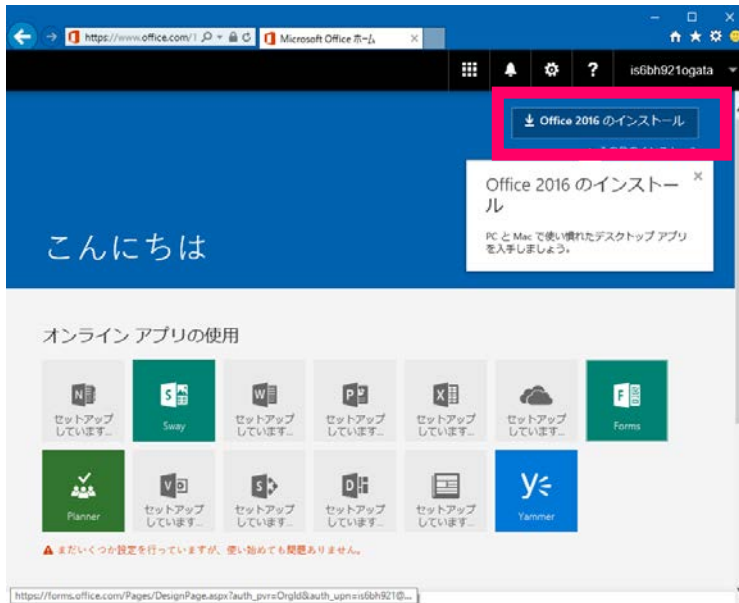 https://www.office.com/1
Microsoft Office ホーム
?
is6bh921ogata
Office 2016 のインストール
Office 2016 のインストー
ル
PC と Mac で使い慣れたデスクトップ アプリ
を入手しましょう。
こんにちは
オンライン アプリの使用
N
S
W
P
X
F
セットアップ
しています...
Sway
セットアップ
しています...
セットアップ
しています...
セットアップ
しています...
セットアップ
しています...
Forms
V
S
D
Planner
セットアップ
しています...
セットアップ
しています...
セットアップ
しています...
セットアップ
しています...
Yammer
まだいくつか設定を行っていますが、使い始めても問題ありません。
https://forms.office.com/Pages/DesignPage.aspx?auth_pvr=OrgId&auth_upn=is6bh921@...